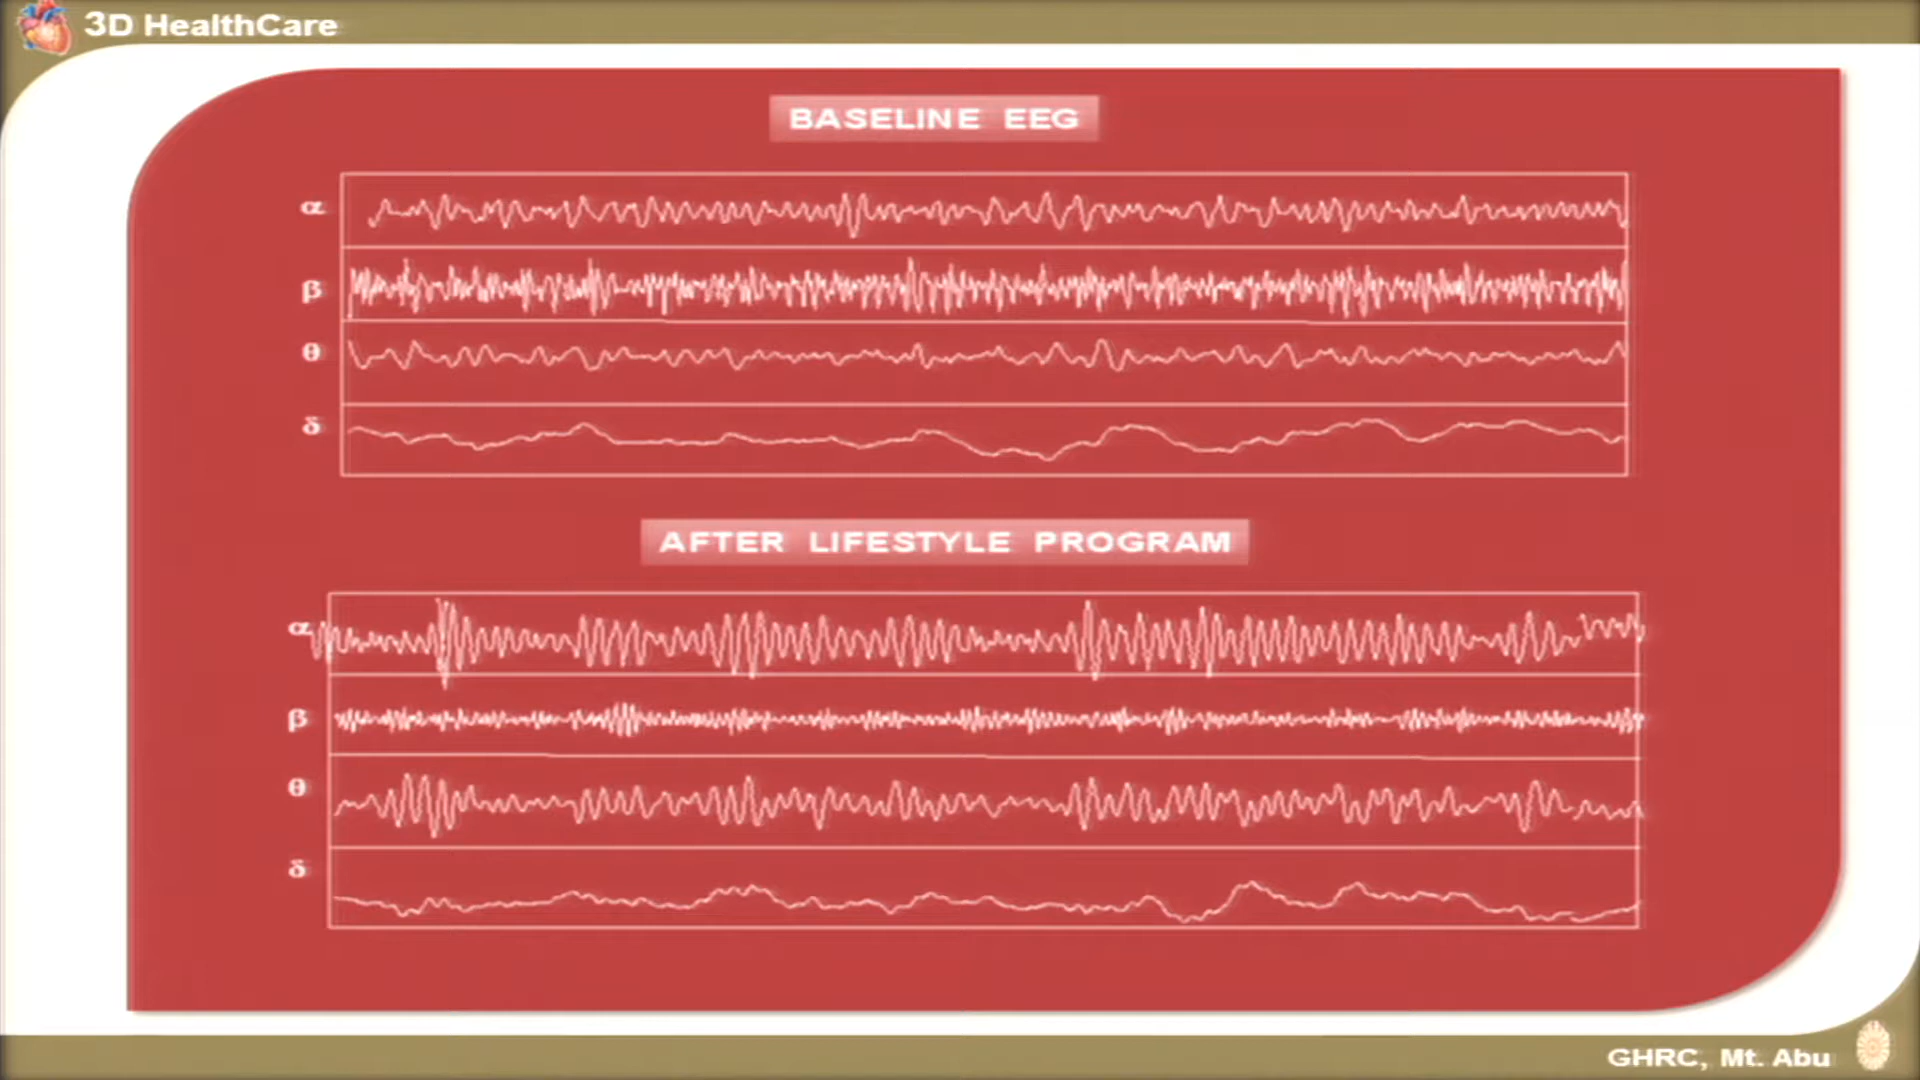 3D HealthCare
BASELINE EEG
α
β
θ
δ
AFTER LIFESTYLE PROGRAM
α
β
θ
δ
GHRC, Mt. Abu